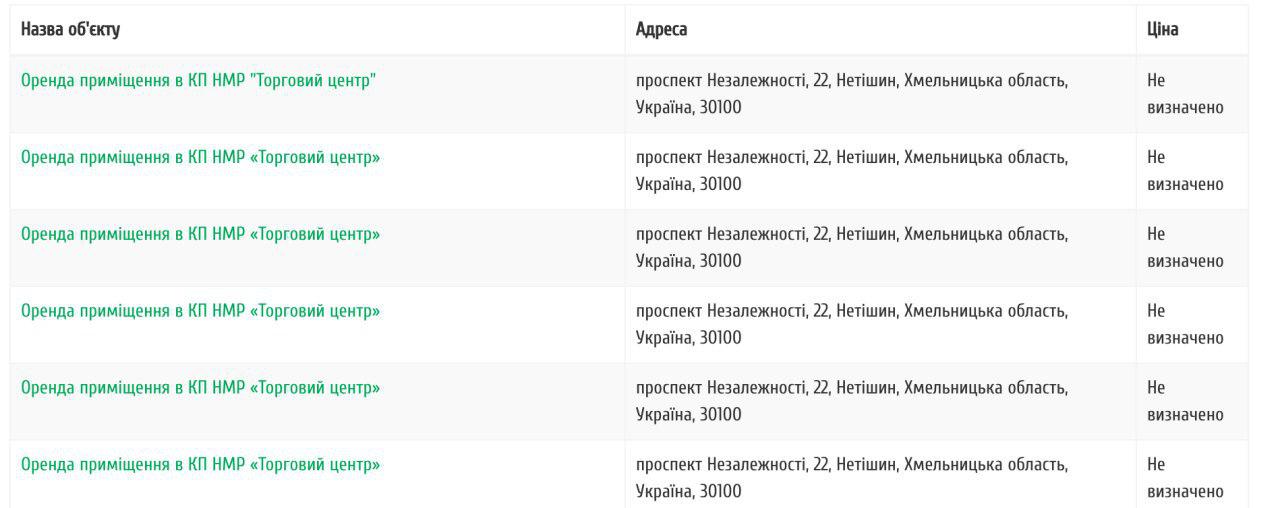 Назва об'єкту Адреса Ціна
Оренда приміщення в КП НМР "Торговий центр" проспект Незалежності, 22, Нетішин, Хмельницька область, Не
Україна, 30100 визначено
Оренда приміщення в КП НМР «Торговий центр» проспект Незалежності, 22, Нетішин, Хмельницька область, Не
Україна, 30100 визначено
Оренда приміщення в КП НМР «Торговий центр» проспект Незалежності, 22, Нетішин, Хмельницька область, Не
Україна, 30100 визначено
Оренда приміщення в КП НМР «Торговий центр» проспект Незалежності, 22, Нетішин, Хмельницька область, Не
Україна, 30100 визначено
Оренда приміщення в КП НМР «Торговий центр» проспект Незалежності, 22, Нетішин, Хмельницька область, Не
Україна, 30100 визначено
Оренда приміщення в КП НМР «Торговий центр» проспект Незалежності, 22, Нетішин, Хмельницька область, Не
Україна, 30100 визначено